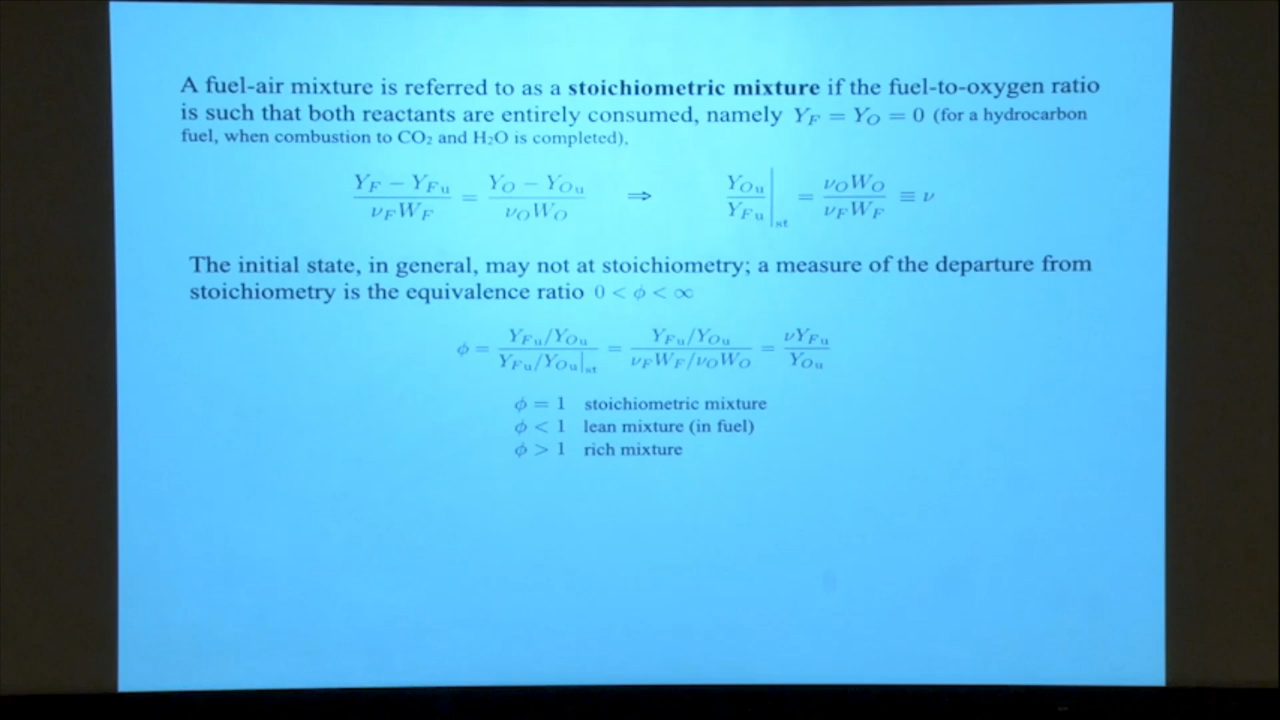 A fuel-air mixture is referred to as a stoichiometric mixture if the fuel-to-oxygen ratio
is such that both reactants are entirely consumed, namely Y_F = Y_O = 0 (for a hydrocarbon
fuel, when combustion to CO₂ and H₂O is completed),
(Y_F − Y_Fu)/(ν_F W_F) = (Y_O − Y_Ou)/(ν_O W_O) ⇒ Y_Ou/Y_Fu|_st = ν_O W_O/ν_F W_F ≡ ν
The initial state, in general, may not at stoichiometry; a measure of the departure from
stoichiometry is the equivalence ratio 0 < ϕ < ∞
ϕ = (Y_Fu/Y_Ou)/(Y_Fu/Y_Ou|_st) = (Y_Fu/Y_Ou)/(ν_F W_F/ν_O W_O) = νY_Fu/Y_Ou
ϕ = 1 stoichiometric mixture
ϕ < 1 lean mixture (in fuel)
ϕ > 1 rich mixture